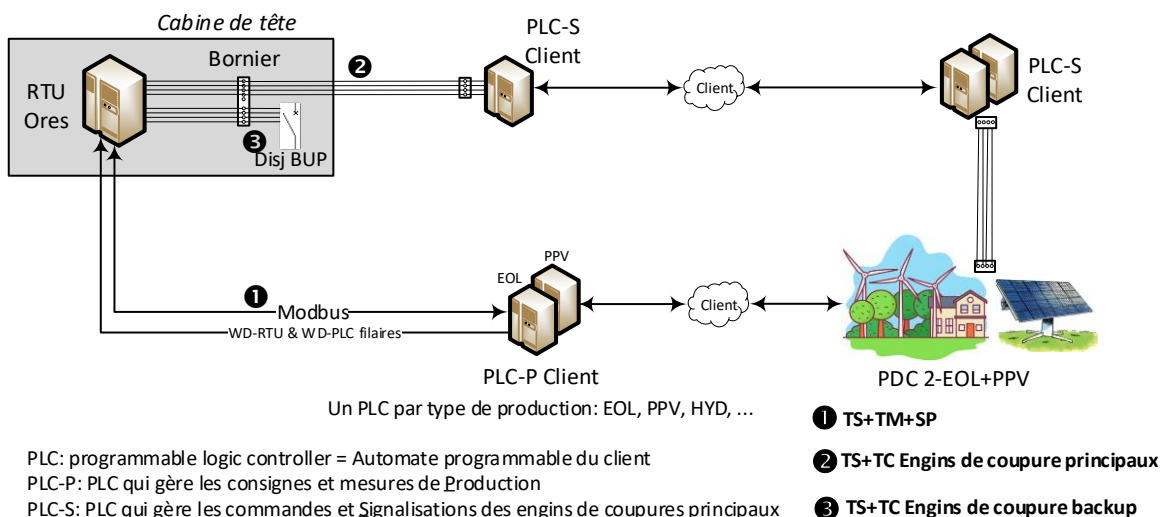 Cabine de tête
Bornier
RTU
Ores
❷
PLC-S
Client
Client
PLC-S
Client
❸
Disj BUP
PPV
EOL
❶
Modbus
WD-RTU & WD-PLC filaires
Client
PLC-P Client
PDC 2-EOL+PPV
Un PLC par type de production: EOL, PPV, HYD, ...
❶ TS+TM+SP
PLC: programmable logic controller = Automate programmable du client
❷ TS+TC Engins de coupure principaux
PLC-P: PLC qui gère les consignes et mesures de Production
PLC-S: PLC qui gère les commandes et Signalisations des engins de coupures principaux
❸ TS+TC Engins de coupure backup